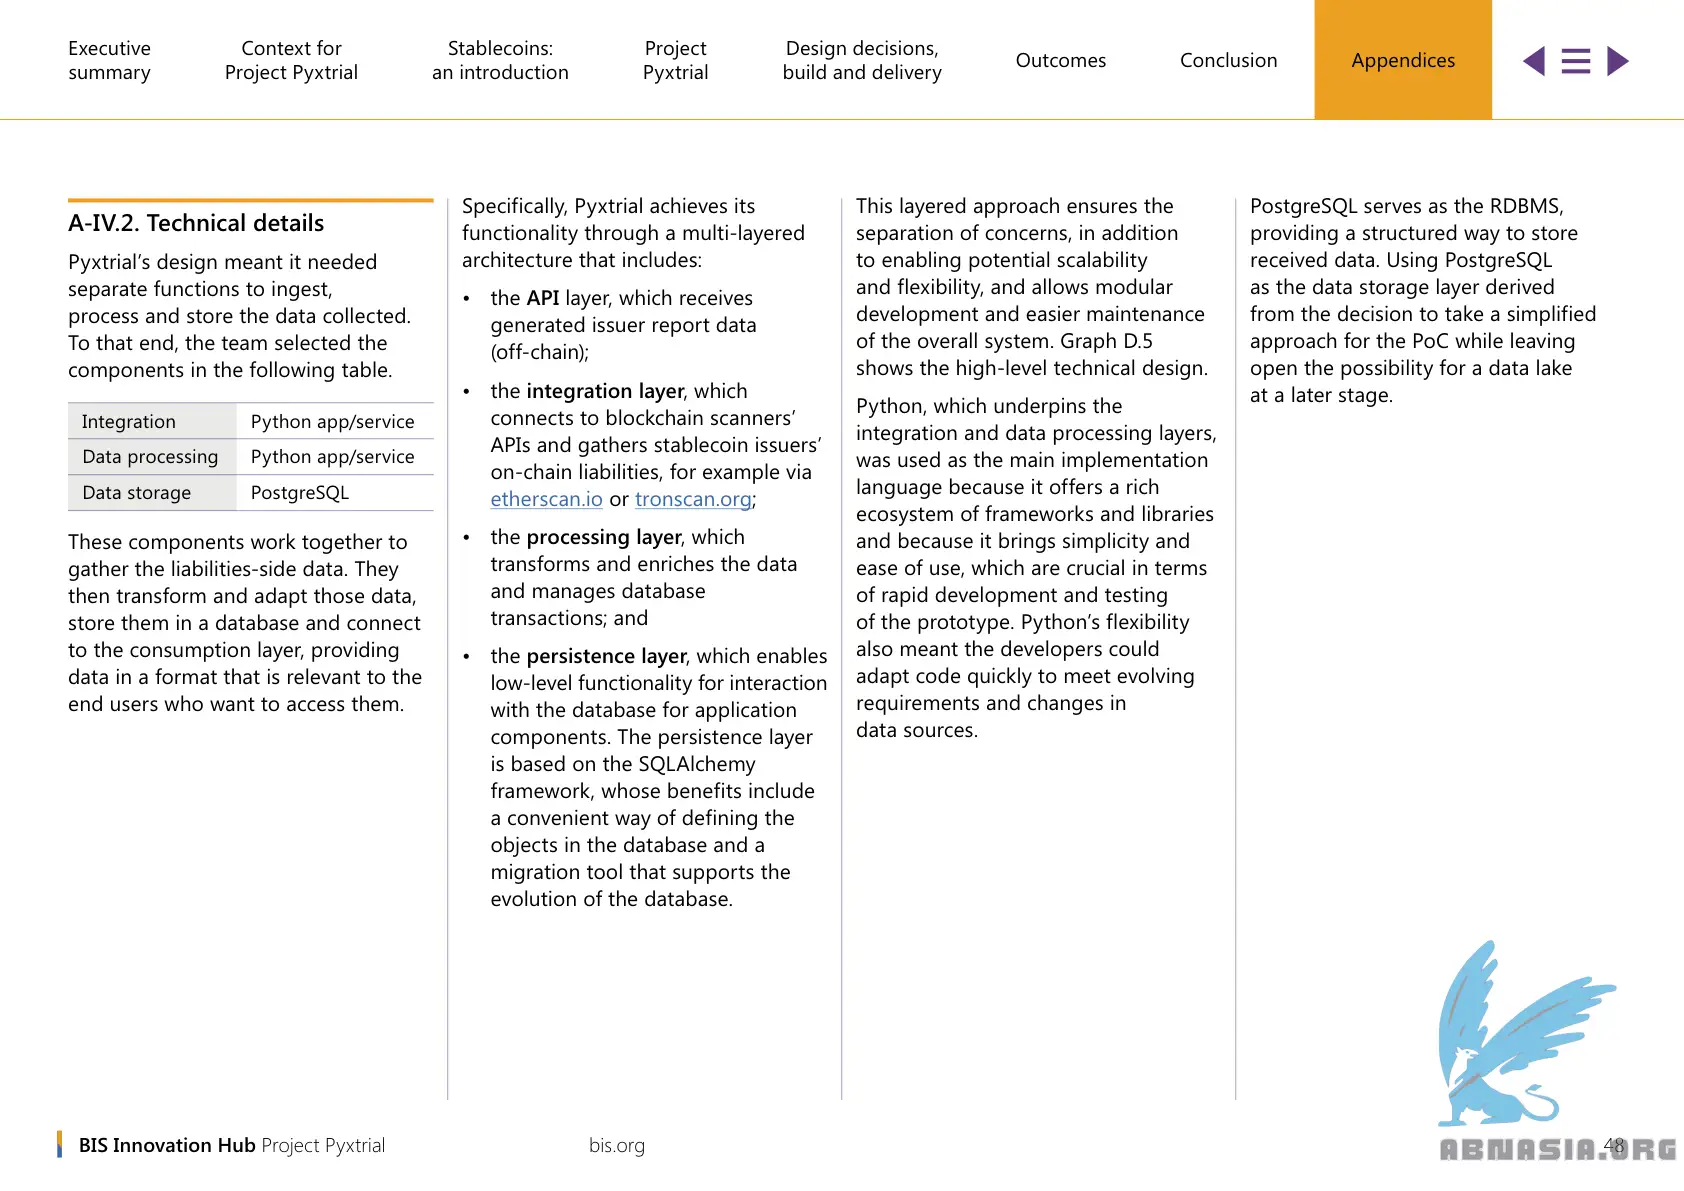 Executive
summary
Context for
Project Pyxtrial
Stablecoins:
an introduction
Project
Pyxtrial
Design decisions,
build and delivery
Outcomes
Conclusion
Appendices
A-IV.2. Technical details
Pyxtrial’s design meant it needed
separate functions to ingest,
process and store the data collected.
To that end, the team selected the
components in the following table.
Integration Python app/service
Data processing Python app/service
Data storage PostgreSQL
These components work together to
gather the liabilities-side data. They
then transform and adapt those data,
store them in a database and connect
to the consumption layer, providing
data in a format that is relevant to the
end users who want to access them.
Specifically, Pyxtrial achieves its
functionality through a multi-layered
architecture that includes:
• the API layer, which receives
generated issuer report data
(off-chain);
• the integration layer, which
connects to blockchain scanners’
APIs and gathers stablecoin issuers’
on-chain liabilities, for example via
etherscan.io or tronscan.org;
• the processing layer, which
transforms and enriches the data
and manages database
transactions; and
• the persistence layer, which enables
low-level functionality for interaction
with the database for application
components. The persistence layer
is based on the SQLAlchemy
framework, whose benefits include
a convenient way of defining the
objects in the database and a
migration tool that supports the
evolution of the database.
This layered approach ensures the
separation of concerns, in addition
to enabling potential scalability
and flexibility, and allows modular
development and easier maintenance
of the overall system. Graph D.5
shows the high-level technical design.
Python, which underpins the
integration and data processing layers,
was used as the main implementation
language because it offers a rich
ecosystem of frameworks and libraries
and because it brings simplicity and
ease of use, which are crucial in terms
of rapid development and testing
of the prototype. Python’s flexibility
also meant the developers could
adapt code quickly to meet evolving
requirements and changes in
data sources.
PostgreSQL serves as the RDBMS,
providing a structured way to store
received data. Using PostgreSQL
as the data storage layer derived
from the decision to take a simplified
approach for the PoC while leaving
open the possibility for a data lake
at a later stage.
BIS Innovation Hub Project Pyxtrial
bis.org
48
ABNASIA.ORG